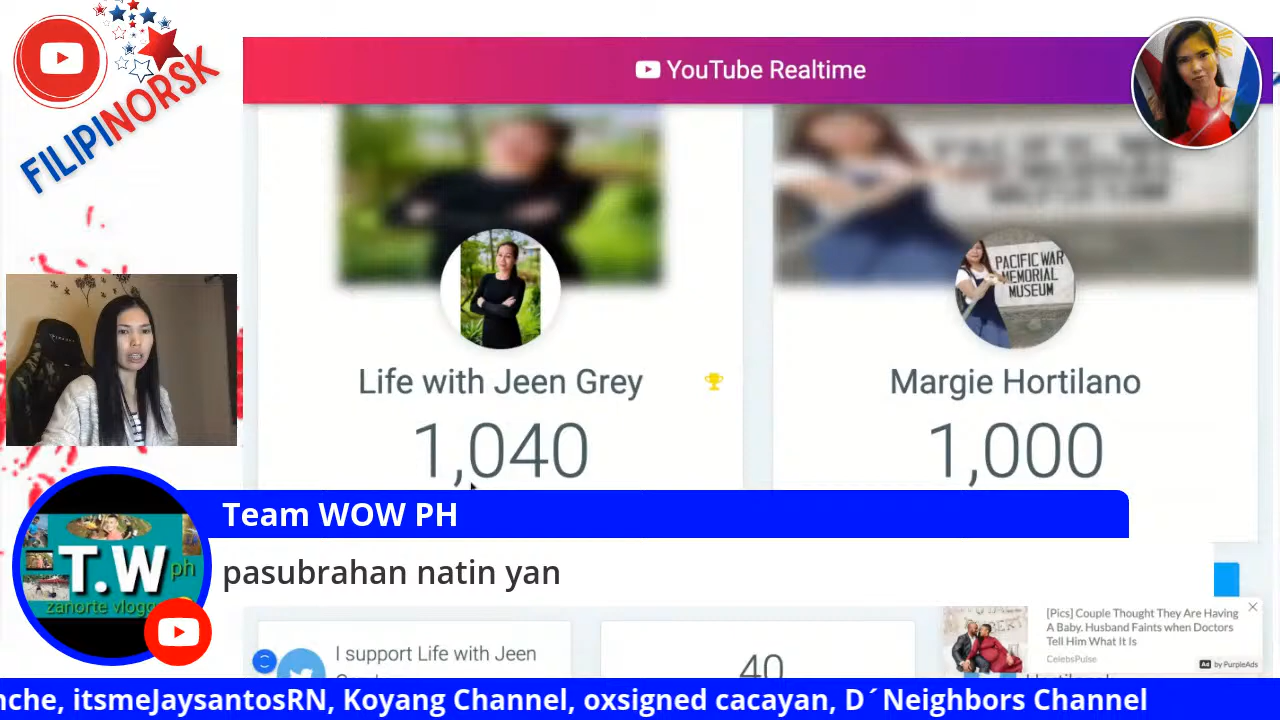 FILIPINORSK
YouTube Realtime
PACIFIC WAR
MEMORIAL
MUSEUM
Life with Jeen Grey
Margie Hortilano
1,040
1,000
Team WOW PH
pasubrahan natin yan
T.W ph
zanorte vlogg
I support Life with Jeen
40
[Pics] Couple Thought They Are Having
A Baby. Husband Faints when Doctors
Tell Him What It Is
CelebsPulse
Ad by PurpleAds
nche, itsmeJaysantosRN, Koyang Channel, oxsigned cacayan, D´Neighbors Channel